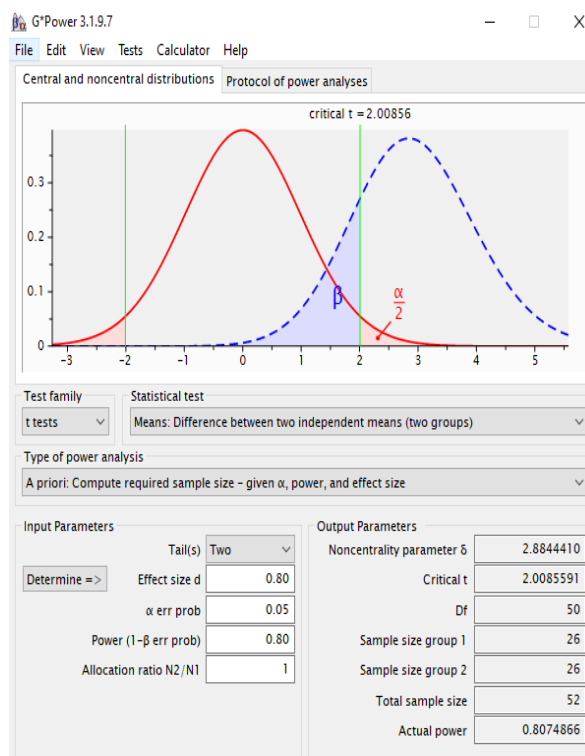 G*Power 3.1.9.7
File Edit View Tests Calculator Help
Central and noncentral distributions Protocol of power analyses
critical t = 2.00856
0.3
0.2
0.1
0
β
α
2
-3 -2 -1 0 1 2 3 4 5
Test family Statistical test
t tests Means: Difference between two independent means (two groups)
Type of power analysis
A priori: Compute required sample size – given α, power, and effect size
Input Parameters Output Parameters
Tail(s) Two Noncentrality parameter δ 2.8844410
Determine => Effect size d 0.80 Critical t 2.0085591
α err prob 0.05 Df 50
Power (1-β err prob) 0.80 Sample size group 1 26
Allocation ratio N2/N1 1 Sample size group 2 26
Total sample size 52
Actual power 0.8074866